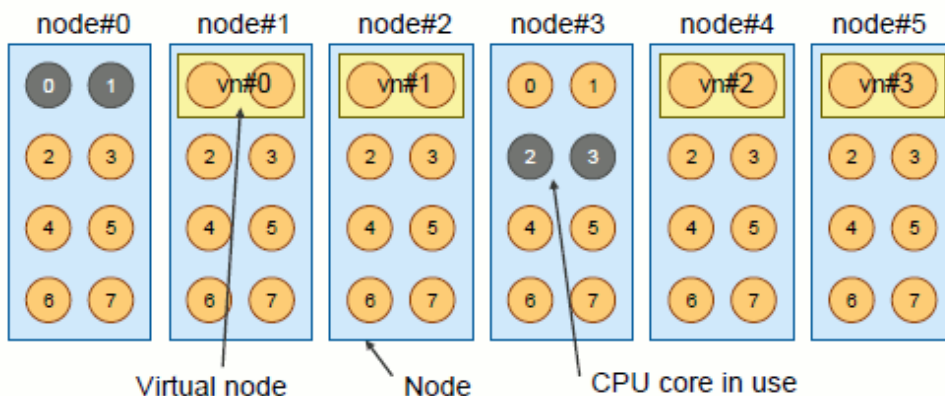 node#0 node#1 node#2 node#3 node#4 node#5
0 1 vn#0 vn#1 0 1 vn#2 vn#3
2 3 2 3 2 3 2 3 2 3 2 3
4 5 4 5 4 5 4 5 4 5 4 5
6 7 6 7 6 7 6 7 6 7 6 7
Virtual node Node CPU core in use